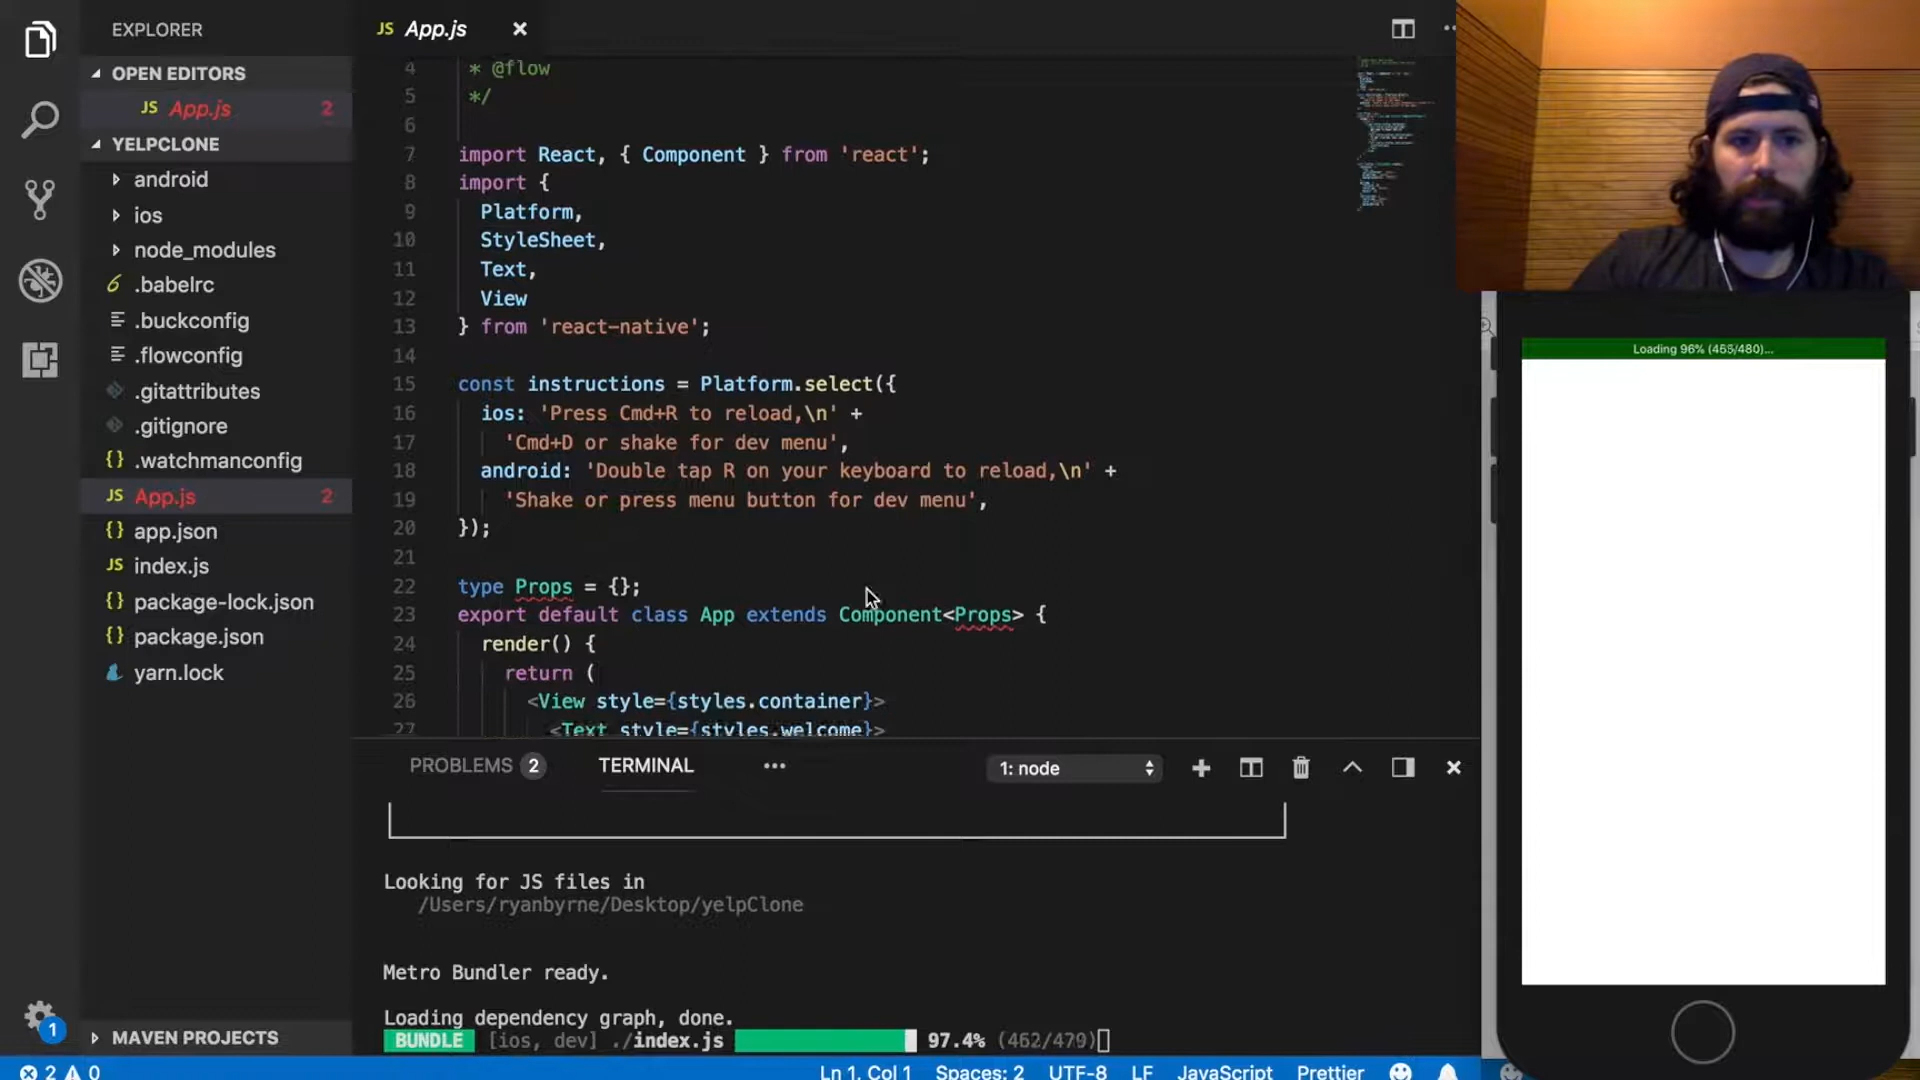 EXPLORER
OPEN EDITORS
JS App.js 2
YELPCLONE
android
ios
node_modules
.babelrc
.buckconfig
.flowconfig
.gitattributes
.gitignore
{} .watchmanconfig
JS App.js 2
{} app.json
JS index.js
{} package-lock.json
{} package.json
yarn.lock
MAVEN PROJECTS
1
JS App.js
4 * @flow
5 */
6
7 import React, { Component } from 'react';
8 import {
9 Platform,
10 StyleSheet,
11 Text,
12 View
13 } from 'react-native';
14
15 const instructions = Platform.select({
16 ios: 'Press Cmd+R to reload,\n' +
17 'Cmd+D or shake for dev menu',
18 android: 'Double tap R on your keyboard to reload,\n' +
19 'Shake or press menu button for dev menu',
20 });
21
22 type Props = {};
23 export default class App extends Component<Props> {
24 render() {
25 return (
26 <View style={styles.container}>
27 <Text style={styles.welcome}>
PROBLEMS 2 TERMINAL ••• 1: node
Looking for JS files in
/Users/ryanbyrne/Desktop/yelpClone
Metro Bundler ready.
Loading dependency graph, done.
BUNDLE [ios, dev] ./index.js 97.4% (462/479)
2 0 Ln 1, Col 1 Spaces: 2 UTF-8 LF JavaScript Prettier
Loading 96% (465/480)...